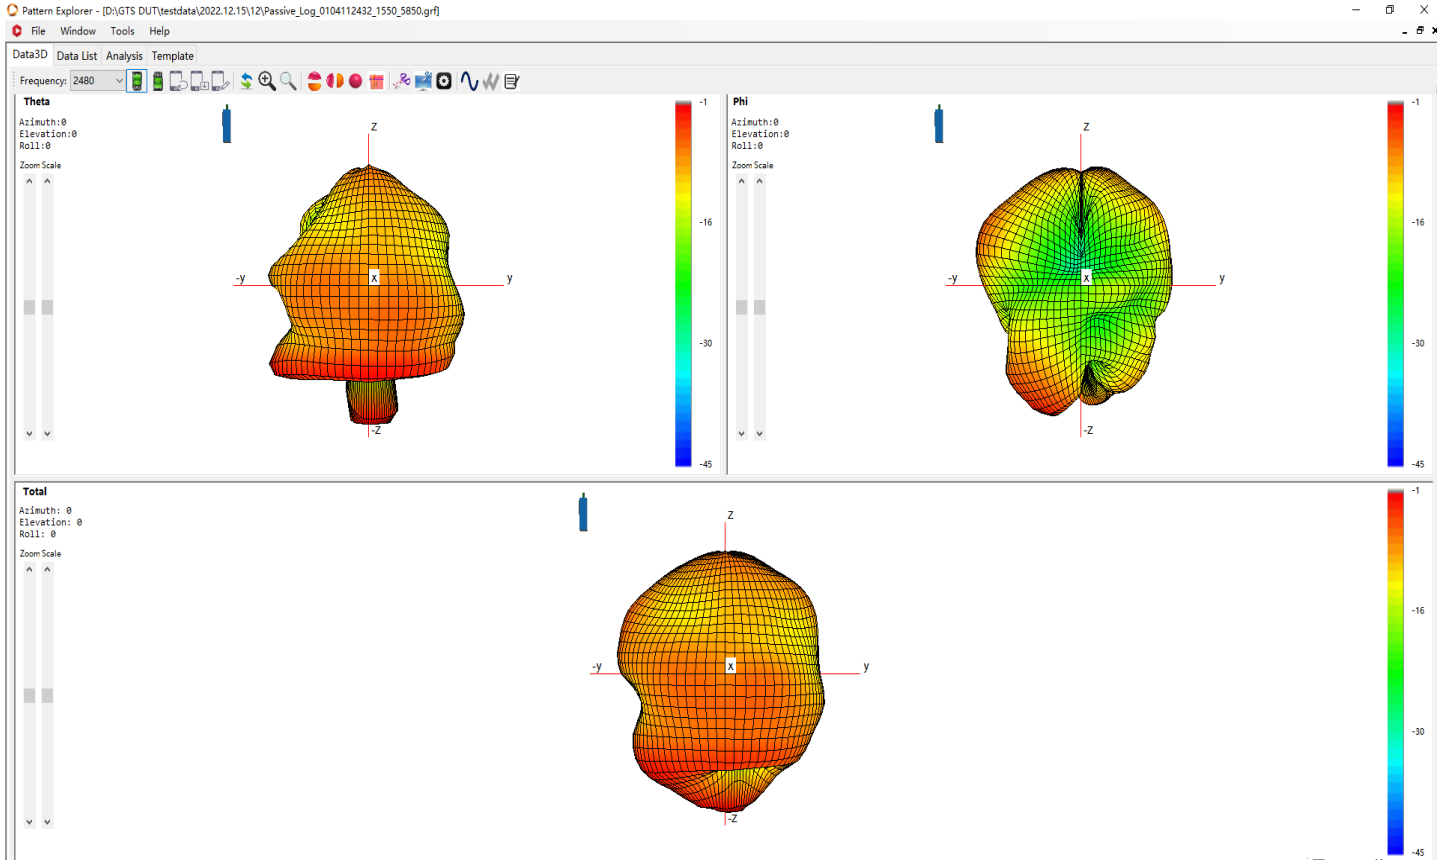 Pattern Explorer - [D:\GTS DUT\testdata\2022.12.15\12\Passive_Log_0104112432_1550_5850.grf]
File Window Tools Help
Data3D Data List Analysis Template
Frequency: 2480
Theta
Azimuth:0
Elevation:0
Roll:0
Zoom Scale
Z
-y
X
y
-Z
-1
-16
-30
-45
Phi
Azimuth:0
Elevation:0
Roll:0
Zoom Scale
Z
-y
X
y
-Z
-1
-16
-30
-45
Total
Azimuth: 0
Elevation: 0
Roll: 0
Zoom Scale
Z
-y
X
y
-Z
-1
-16
-30
-45